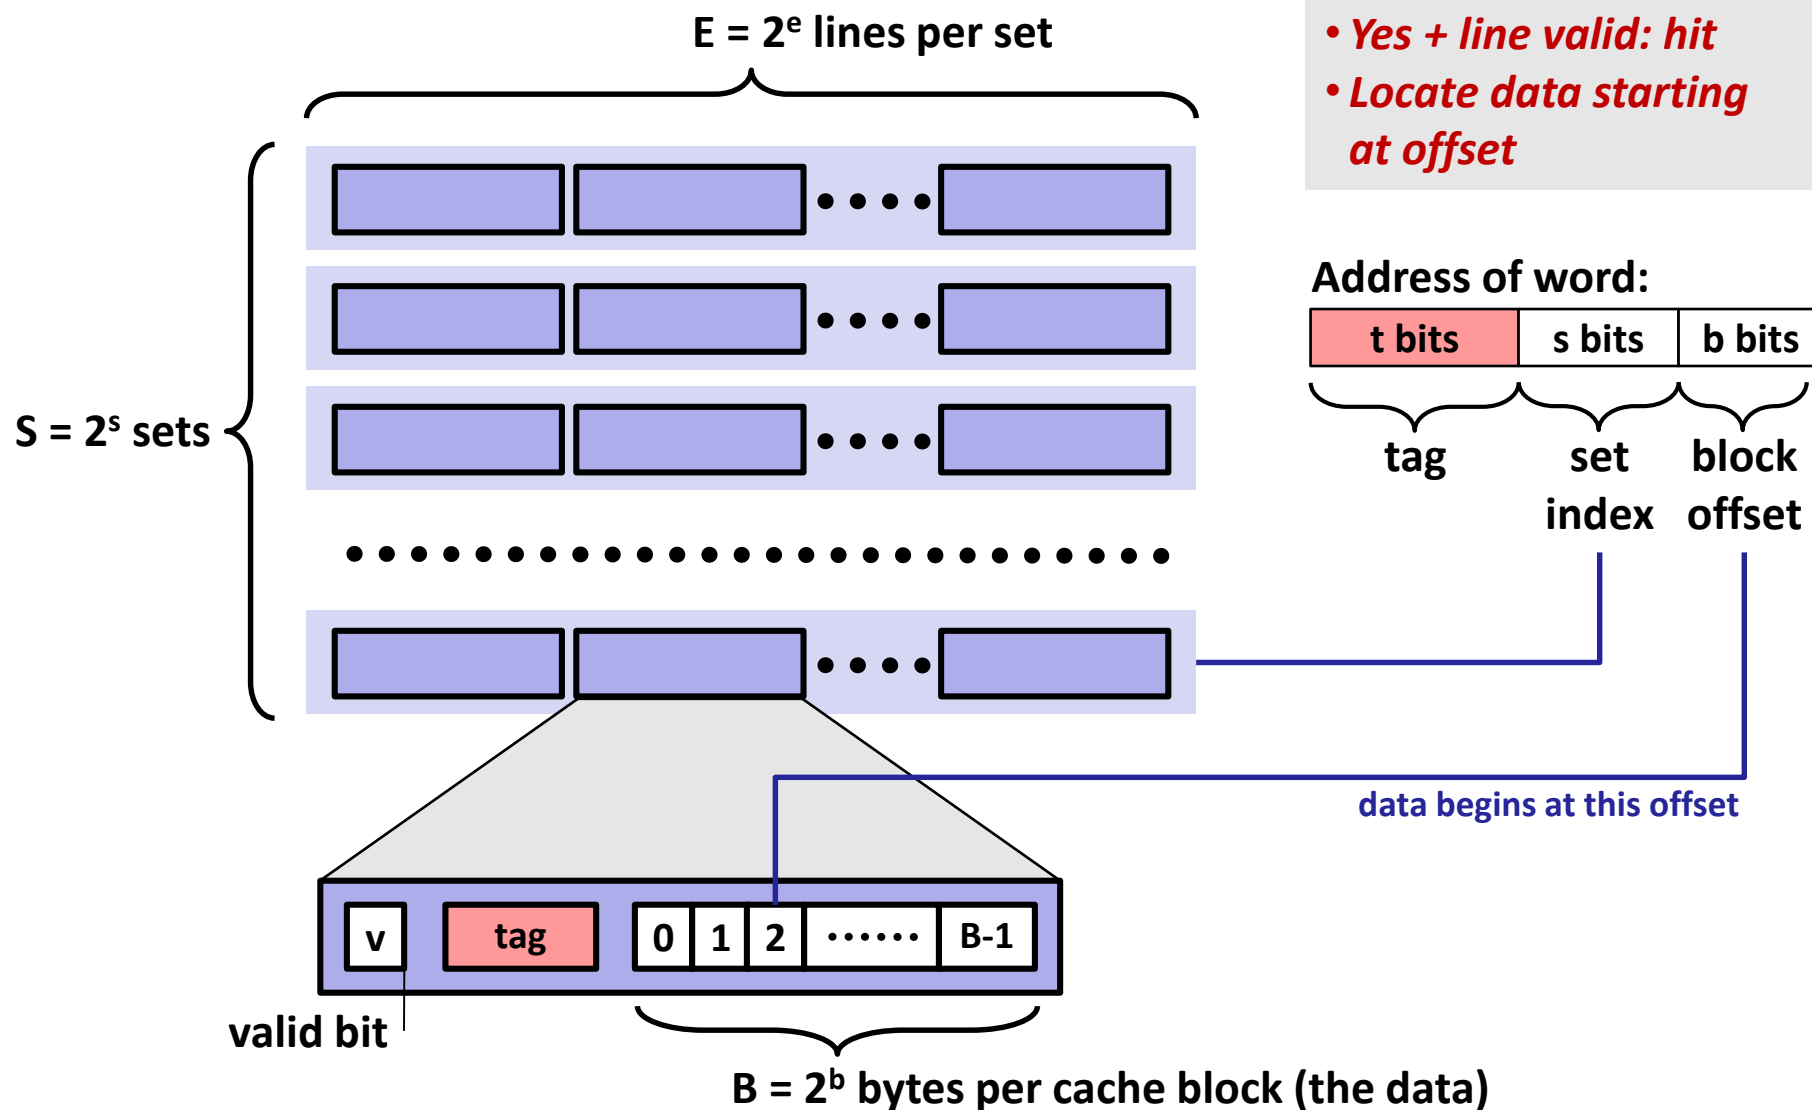 E = 2ᵉ lines per set
• Yes + line valid: hit
• Locate data starting
at offset
Address of word:
t bits s bits b bits
tag set block
index offset
S = 2ˢ sets
data begins at this offset
v tag 0 1 2 ······ B-1
valid bit
B = 2ᵇ bytes per cache block (the data)